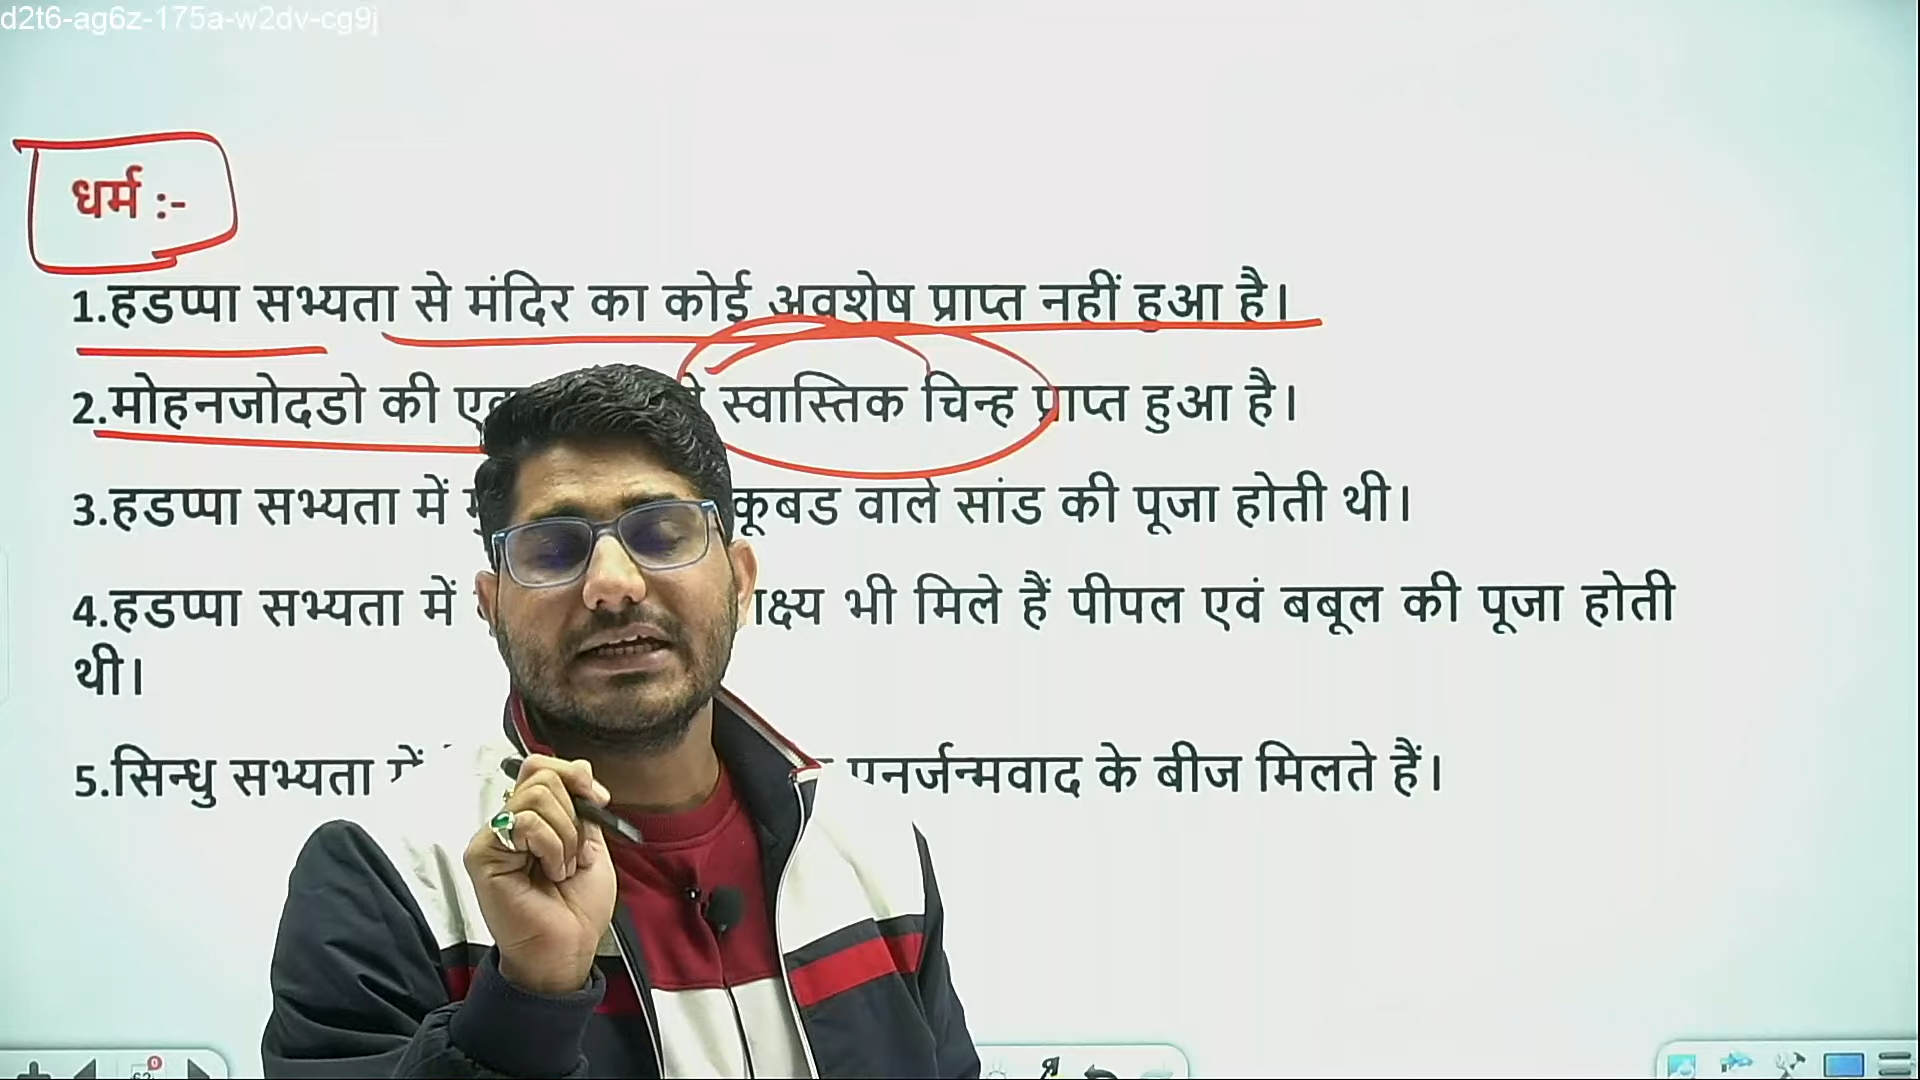 d2t6-ag6z-175a-w2dv-cg9j
धर्म :-
1.हडप्पा सभ्यता से मंदिर का कोई अवशेष प्राप्त नहीं हुआ है।
2.मोहनजोदडो की स्वास्तिक चिन्ह प्राप्त हुआ है।
3.हडप्पा सभ्यता में कूबड वाले सांड की पूजा होती थी।
4.हडप्पा सभ्यता में भी मिले हैं पीपल एवं बबूल की पूजा होती
थी।
5.सिन्धु सभ्यता में पुनर्जन्मवाद के बीज मिलते हैं।